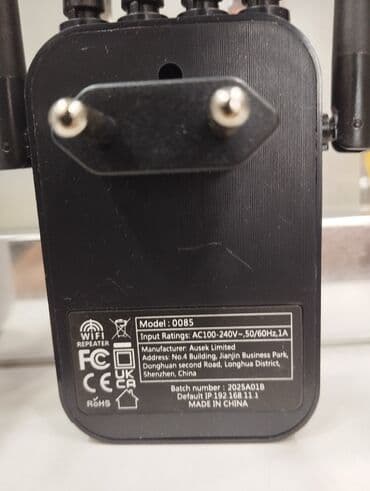 WIFI
REPEATER
FC
CE
UK
CA
RoHS
Model : 0085
Input Ratings: AC100-240V~,50/60Hz,1A
Manufacturer: Ausek Limited
Address: No.4 Building, Jianjin Business Park,
Donghuan second Road, Longhua District,
Shenzhen, China
Batch number : 2025A01B
Default IP:192.168.11.1
MADE IN CHINA